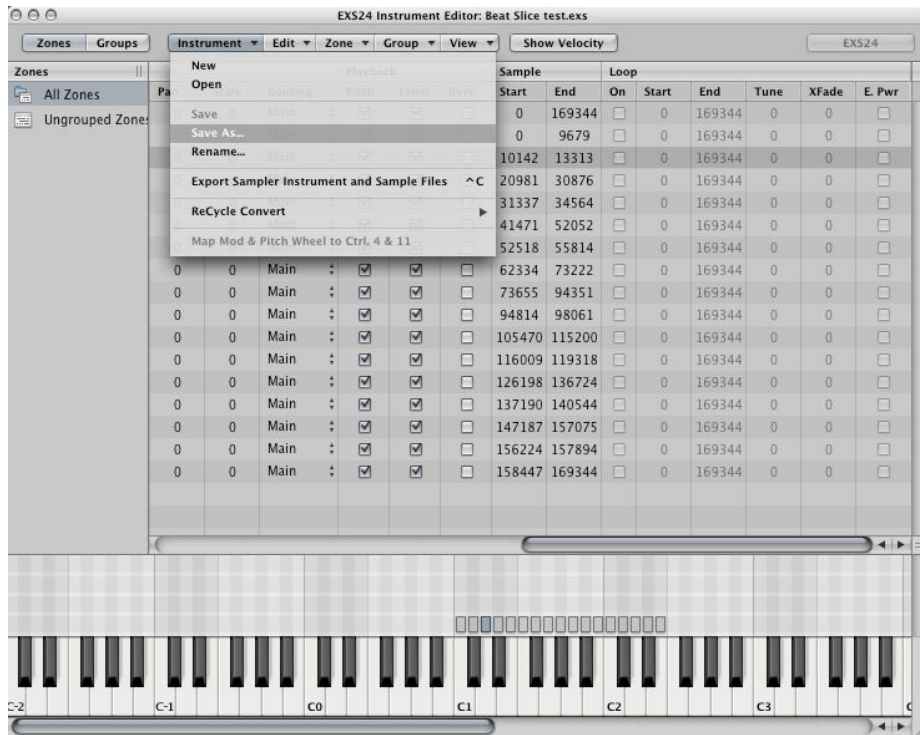 EXS24 Instrument Editor: Beat Slice test.exs
Zones Groups Instrument Edit Zone Group View Show Velocity EXS24
Zones Playback Sample Loop
Pan Scale Routing Pitch 1Shot Rvrs Start End On Start End Tune XFade E. Pwr
All Zones
Ungrouped Zones
New
Open
Save
Save As...
Rename...
Export Sampler Instrument and Sample Files ^C
ReCycle Convert
Map Mod & Pitch Wheel to Ctrl. 4 & 11
0 169344 0 169344 0 0
0 9679 0 169344 0 0
10142 13313 0 169344 0 0
20981 30876 0 169344 0 0
31337 34564 0 169344 0 0
41471 52052 0 169344 0 0
52518 55814 0 169344 0 0
0 0 Main 62334 73222 0 169344 0 0
0 0 Main 73655 94351 0 169344 0 0
0 0 Main 94814 98061 0 169344 0 0
0 0 Main 105470 115200 0 169344 0 0
0 0 Main 116009 119318 0 169344 0 0
0 0 Main 126198 136724 0 169344 0 0
0 0 Main 137190 140544 0 169344 0 0
0 0 Main 147187 157075 0 169344 0 0
0 0 Main 156224 157894 0 169344 0 0
0 0 Main 158447 169344 0 169344 0 0
C-2 C-1 C0 C1 C2 C3